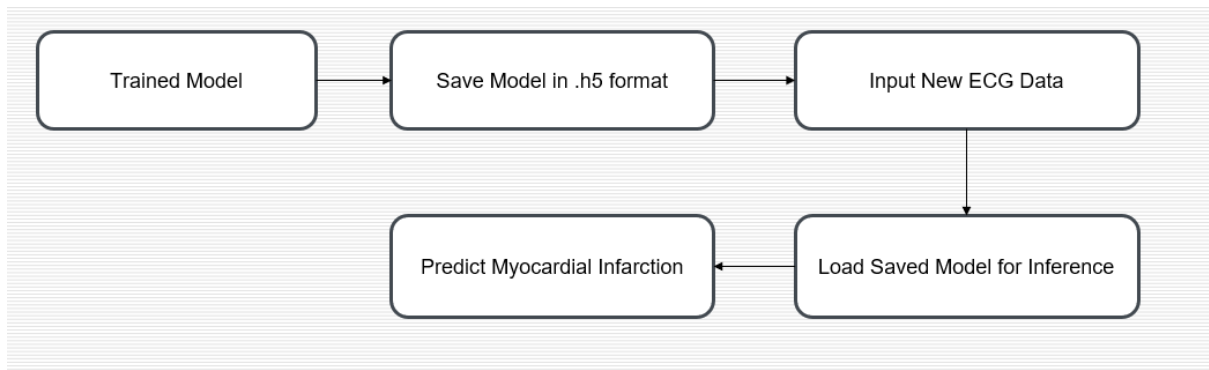 Trained Model
Save Model in .h5 format
Input New ECG Data
Load Saved Model for Inference
Predict Myocardial Infarction